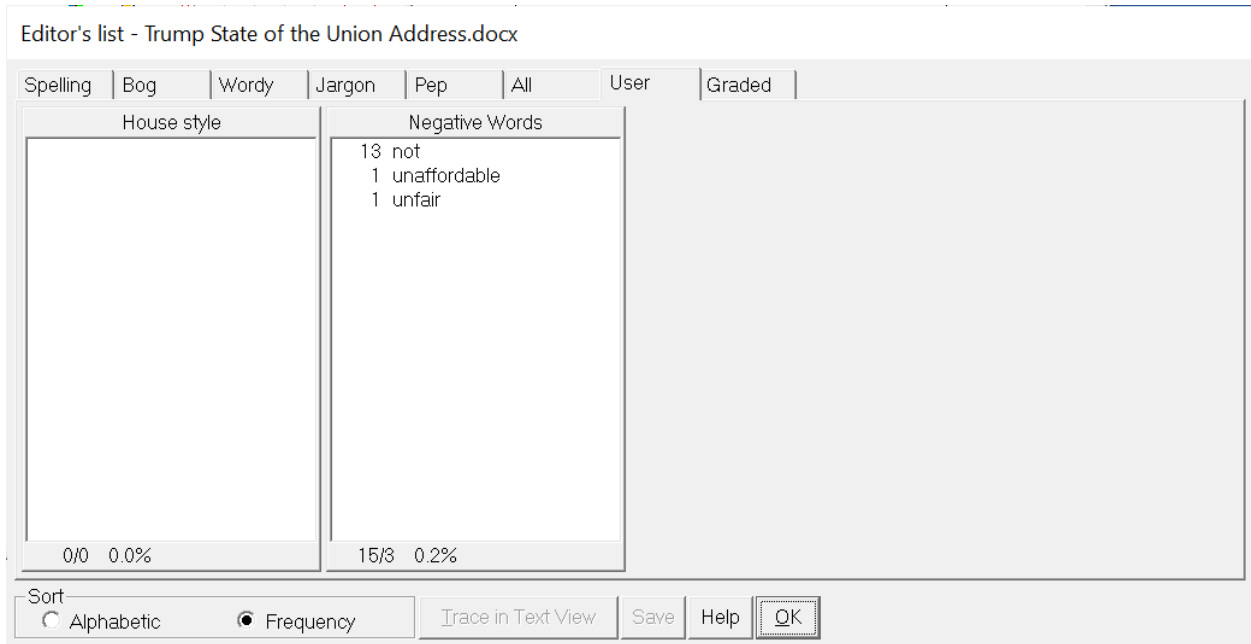 Editor's list - Trump State of the Union Address.docx
Spelling Bog Wordy Jargon Pep All User Graded
House style Negative Words
13 not
1 unaffordable
1 unfair
0/0 0.0% 15/3 0.2%
Sort
Alphabetic Frequency Trace in Text View Save Help OK